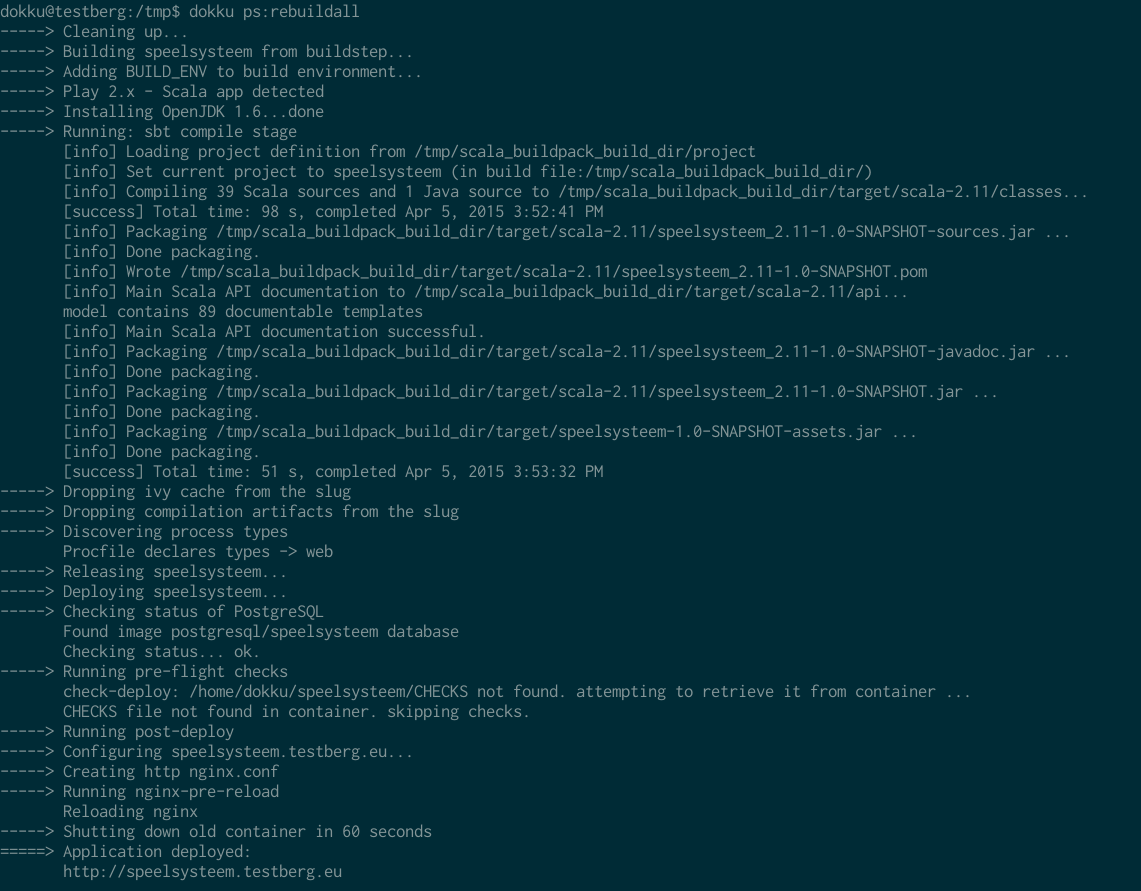 dokku@testberg:/tmp$ dokku ps:rebuildall
-----> Cleaning up...
-----> Building speelsysteem from buildstep...
-----> Adding BUILD_ENV to build environment...
-----> Play 2.x - Scala app detected
-----> Installing OpenJDK 1.6...done
-----> Running: sbt compile stage
       [info] Loading project definition from /tmp/scala_buildpack_build_dir/project
       [info] Set current project to speelsysteem (in build file:/tmp/scala_buildpack_build_dir/)
       [info] Compiling 39 Scala sources and 1 Java source to /tmp/scala_buildpack_build_dir/target/scala-2.11/classes...
       [success] Total time: 98 s, completed Apr 5, 2015 3:52:41 PM
       [info] Packaging /tmp/scala_buildpack_build_dir/target/scala-2.11/speelsysteem_2.11-1.0-SNAPSHOT-sources.jar ...
       [info] Done packaging.
       [info] Wrote /tmp/scala_buildpack_build_dir/target/scala-2.11/speelsysteem_2.11-1.0-SNAPSHOT.pom
       [info] Main Scala API documentation to /tmp/scala_buildpack_build_dir/target/scala-2.11/api...
       model contains 89 documentable templates
       [info] Main Scala API documentation successful.
       [info] Packaging /tmp/scala_buildpack_build_dir/target/scala-2.11/speelsysteem_2.11-1.0-SNAPSHOT-javadoc.jar ...
       [info] Done packaging.
       [info] Packaging /tmp/scala_buildpack_build_dir/target/scala-2.11/speelsysteem_2.11-1.0-SNAPSHOT.jar ...
       [info] Done packaging.
       [info] Packaging /tmp/scala_buildpack_build_dir/target/speelsysteem-1.0-SNAPSHOT-assets.jar ...
       [info] Done packaging.
       [success] Total time: 51 s, completed Apr 5, 2015 3:53:32 PM
-----> Dropping ivy cache from the slug
-----> Dropping compilation artifacts from the slug
-----> Discovering process types
       Procfile declares types -> web
-----> Releasing speelsysteem...
-----> Deploying speelsysteem...
-----> Checking status of PostgreSQL
       Found image postgresql/speelsysteem database
       Checking status... ok.
-----> Running pre-flight checks
       check-deploy: /home/dokku/speelsysteem/CHECKS not found. attempting to retrieve it from container ...
       CHECKS file not found in container. skipping checks.
-----> Running post-deploy
-----> Configuring speelsysteem.testberg.eu...
-----> Creating http nginx.conf
-----> Running nginx-pre-reload
       Reloading nginx
-----> Shutting down old container in 60 seconds
=====> Application deployed:
       http://speelsysteem.testberg.eu